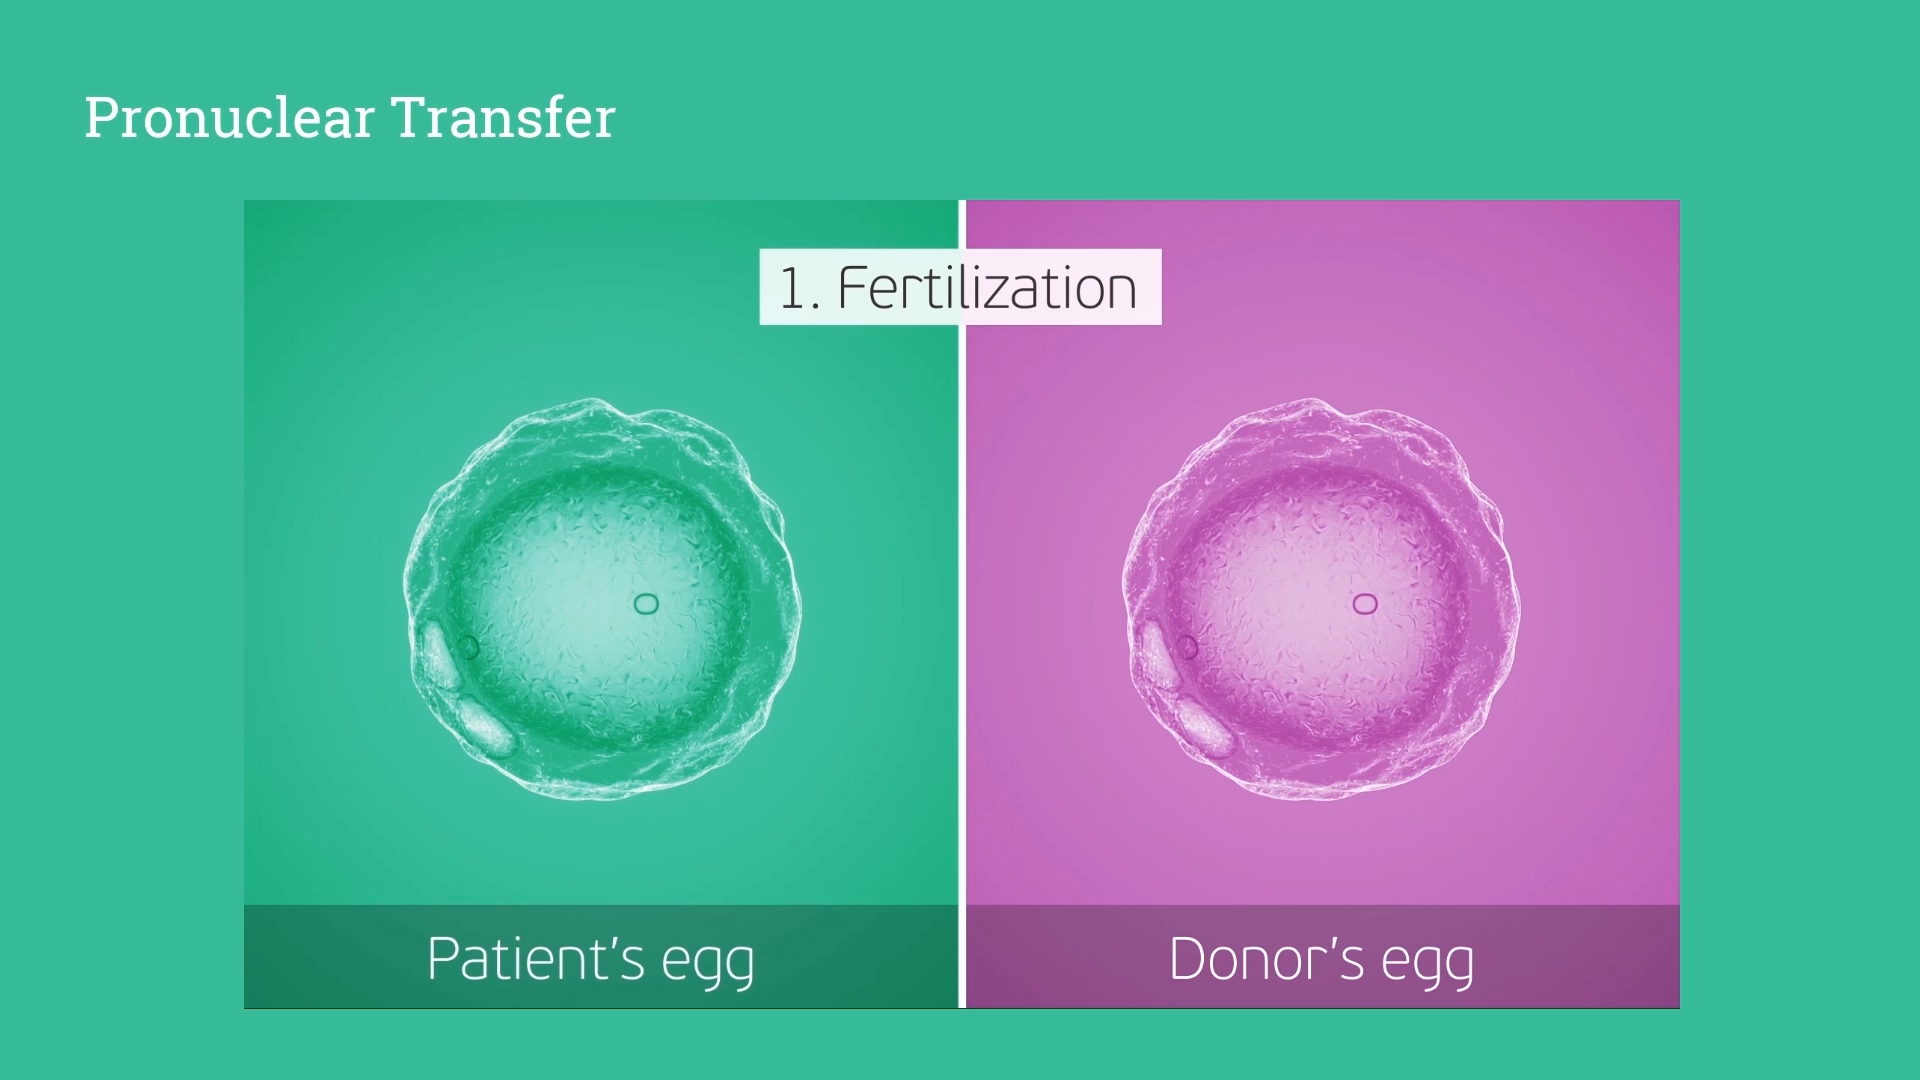 Pronuclear Transfer
1. Fertilization
Patient's egg
Donor's egg